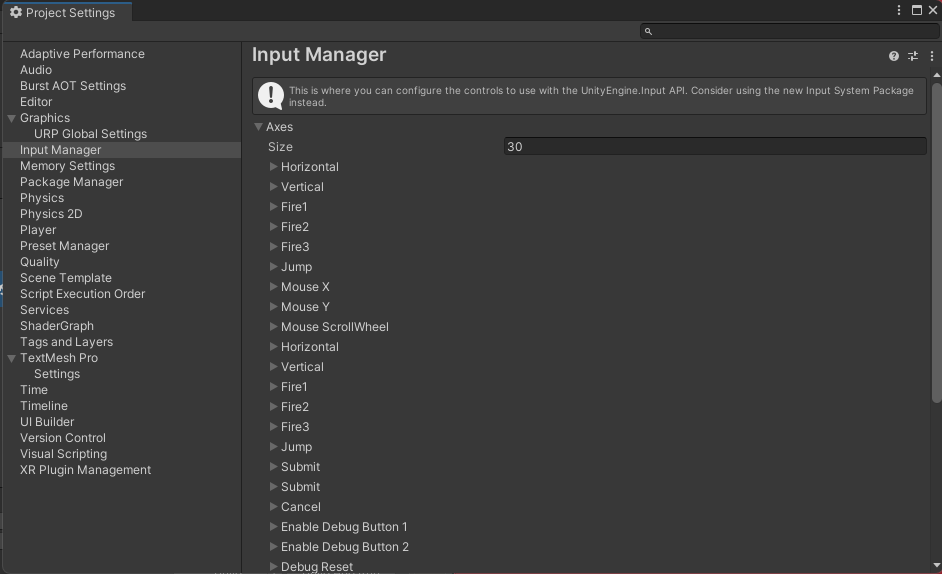 Project Settings
Adaptive Performance
Audio
Burst AOT Settings
Editor
Graphics
URP Global Settings
Input Manager
Memory Settings
Package Manager
Physics
Physics 2D
Player
Preset Manager
Quality
Scene Template
Script Execution Order
Services
ShaderGraph
Tags and Layers
TextMesh Pro
Settings
Time
Timeline
UI Builder
Version Control
Visual Scripting
XR Plugin Management
Input Manager
This is where you can configure the controls to use with the UnityEngine.Input API. Consider using the new Input System Package
instead.
Axes
Size 30
Horizontal
Vertical
Fire1
Fire2
Fire3
Jump
Mouse X
Mouse Y
Mouse ScrollWheel
Horizontal
Vertical
Fire1
Fire2
Fire3
Jump
Submit
Submit
Cancel
Enable Debug Button 1
Enable Debug Button 2
Debug Reset